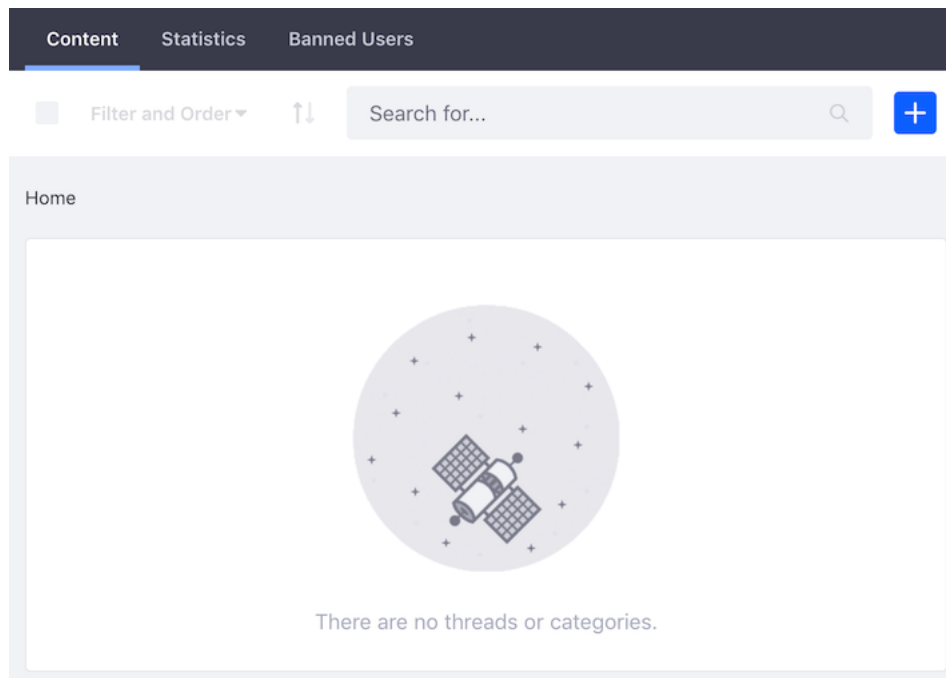 Content Statistics Banned Users
Filter and Order Search for...
Home
There are no threads or categories.